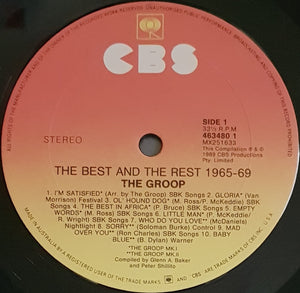 CBS
SIDE 1
33⅓ R.P.M.
463480 1
MX251633
STEREO
This Compilation ℗ &
© 1989 CBS Productions
Pty Limited
THE BEST AND THE REST 1965-69
THE GROOP
1. I'M SATISFIED* (Arr. by The Groop) SBK Songs 2. GLORIA* (Van
Morrison) Festival 3. OL' HOUND DOG* (M. Ross/P. McKeddie)
SBK Songs 4. THE BEST IN AFRICA* (P. Bruce) SBK Songs 5. EMPTY
WORDS* (M. Ross) SBK Songs 6. LITTLE MAN* (P. McKeddie/R.
Wright) SBK Songs 7. WHO DO YOU LOVE** (McDaniels)
Nightlight 8. SORRY** (Soloman Burke) Control 9. MAD
OVER YOU** (Ron Charles) SBK Songs 10. BABY
BLUE** (B. Dylan) Warner
*THE GROOP MK.I
**THE GROOP MK II
Compiled by Glenn A. Baker
and Peter Shillito
MADE IN AUSTRALIA